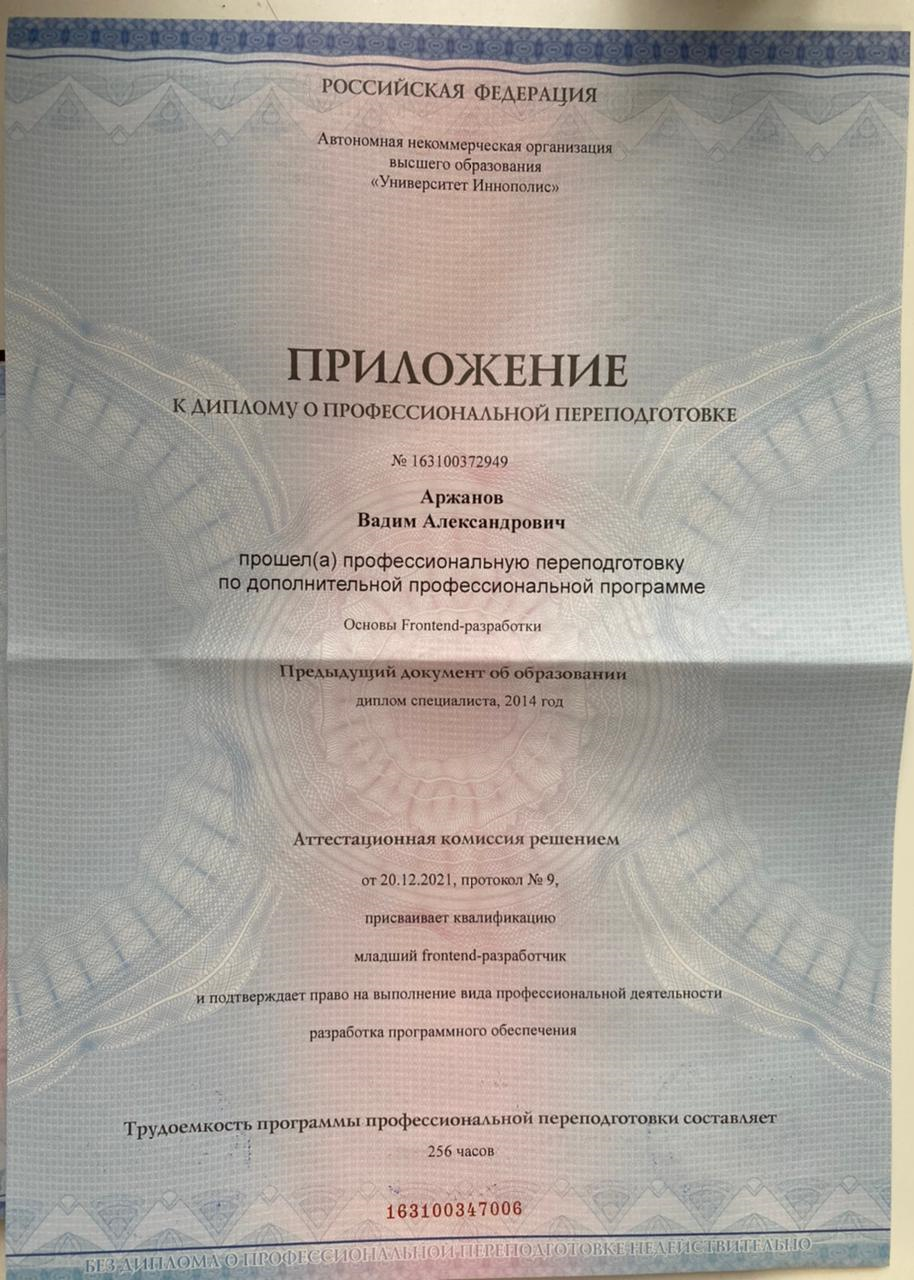 РОССИЙСКАЯ ФЕДЕРАЦИЯ
Автономная некоммерческая организация
высшего образования
«Университет Иннополис»
ПРИЛОЖЕНИЕ
К ДИПЛОМУ О ПРОФЕССИОНАЛЬНОЙ ПЕРЕПОДГОТОВКЕ
№ 163100372949
Аржанов
Вадим Александрович
прошел(а) профессиональную переподготовку
по дополнительной профессиональной программе
Основы Frontend-разработки
Предыдущий документ об образовании
диплом специалиста, 2014 год
Аттестационная комиссия решением
от 20.12.2021, протокол № 9,
присваивает квалификацию
младший frontend-разработчик
и подтверждает право на выполнение вида профессиональной деятельности
разработка программного обеспечения
Трудоемкость программы профессиональной переподготовки составляет
256 часов
163100347006
БЕЗ ДИПЛОМА О ПРОФЕССИОНАЛЬНОЙ ПЕРЕПОДГОТОВКЕ НЕДЕЙСТВИТЕЛЬНО